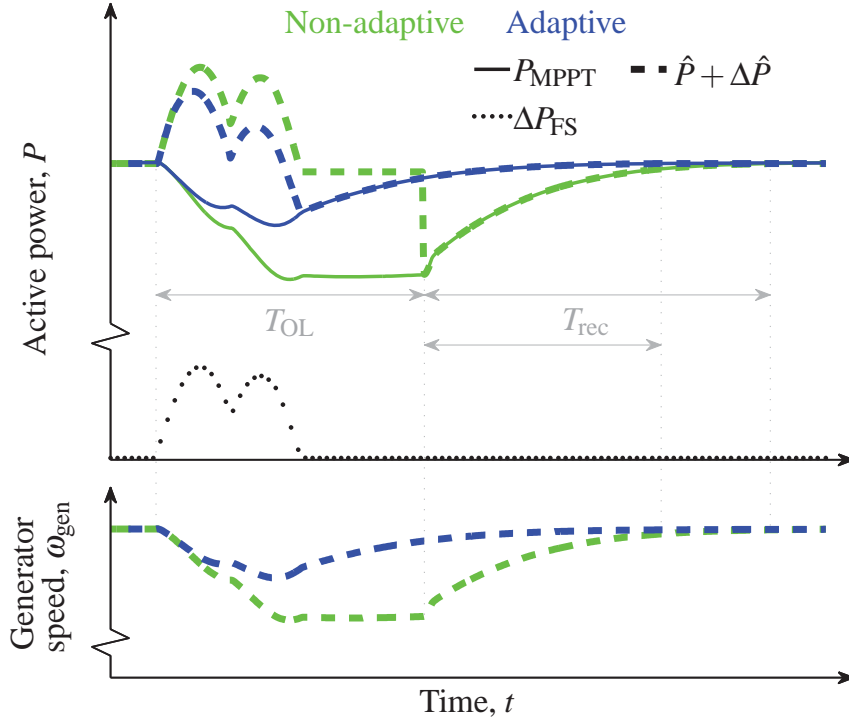 Non-adaptive Adaptive
P_MPPT P̂ + ΔP̂
ΔP_FS
Active power, P
T_OL T_rec
Generator
speed, ω_gen
Time, t